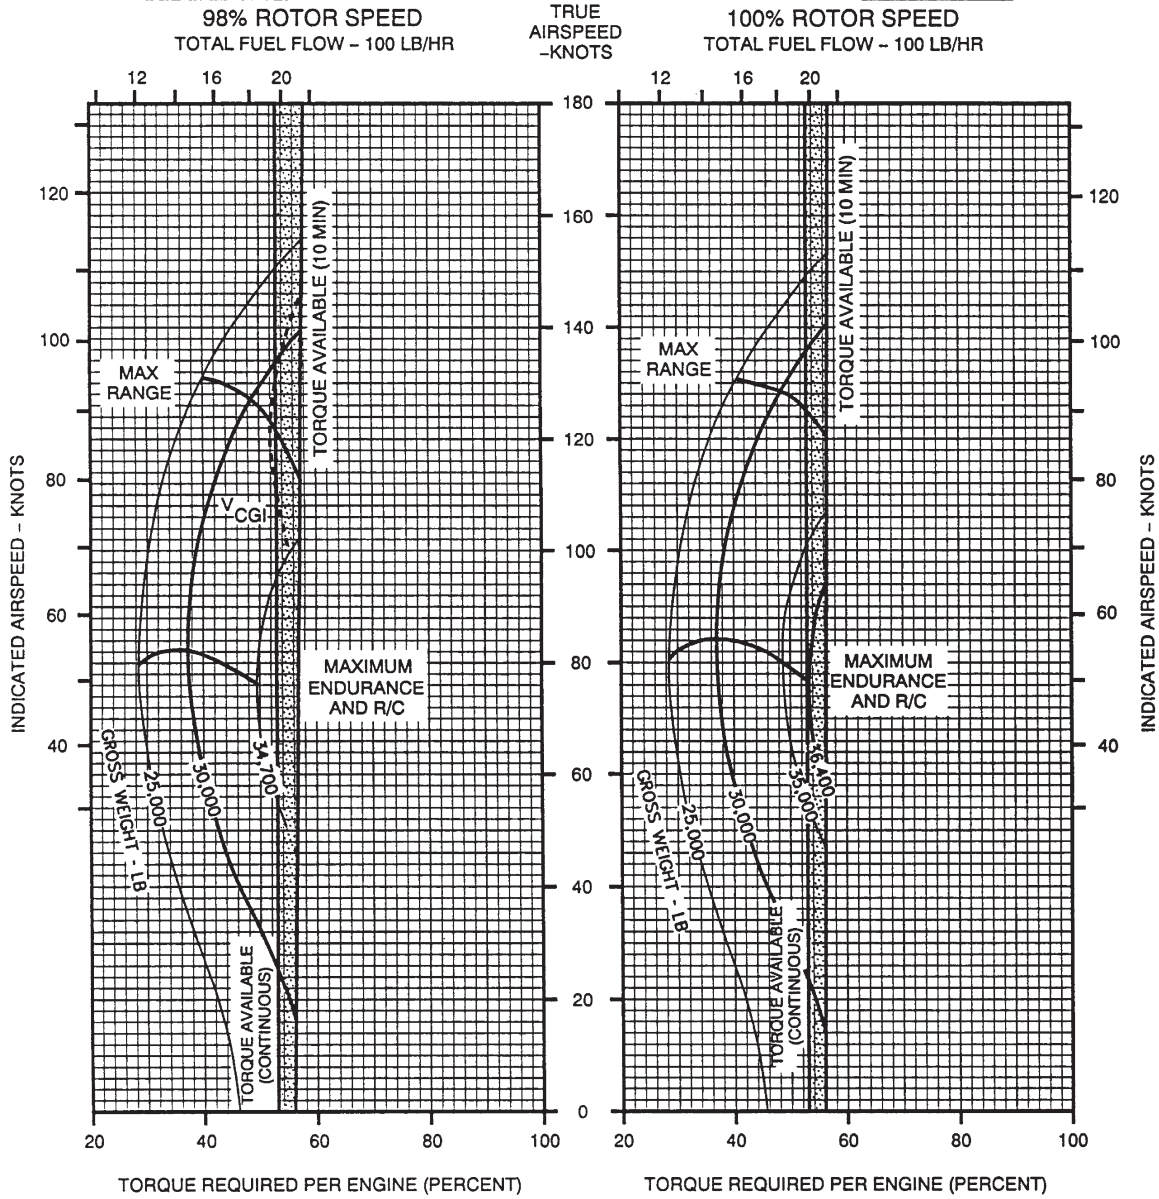 98% ROTOR SPEED
TOTAL FUEL FLOW – 100 LB/HR
TRUE
AIRSPEED
–KNOTS
100% ROTOR SPEED
TOTAL FUEL FLOW – 100 LB/HR
12 16 20
12 16 20
180
160
140
120
100
80
60
40
20
0
120
100
80
60
40
INDICATED AIRSPEED – KNOTS
MAX
RANGE
TORQUE AVAILABLE (10 MIN)
VCGI
MAXIMUM
ENDURANCE
AND R/C
GROSS WEIGHT - LB
25,000
30,000
34,700
TORQUE AVAILABLE
(CONTINUOUS)
20 40 60 80 100
TORQUE REQUIRED PER ENGINE (PERCENT)
MAX
RANGE
TORQUE AVAILABLE (10 MIN)
MAXIMUM
ENDURANCE
AND R/C
GROSS WEIGHT - LB
25,000
30,000
35,000
TORQUE AVAILABLE
(CONTINUOUS)
120
100
80
60
40
INDICATED AIRSPEED – KNOTS
20 40 60 80 100
TORQUE REQUIRED PER ENGINE (PERCENT)